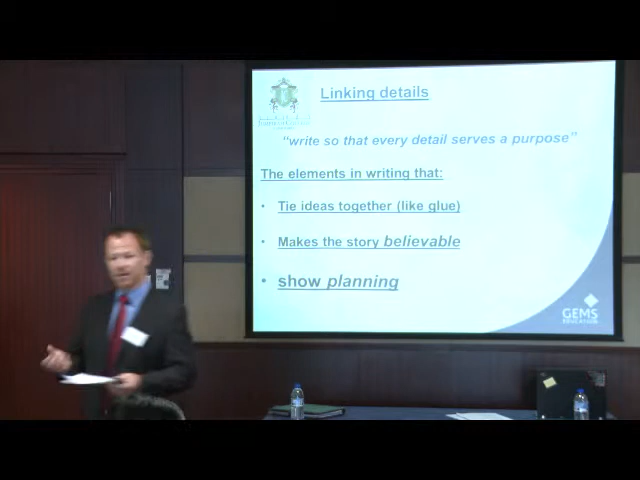 Linking details
“write so that every detail serves a purpose”
The elements in writing that:
• Tie ideas together (like glue)
• Makes the story believable
• show planning
GEMS
EDUCATION